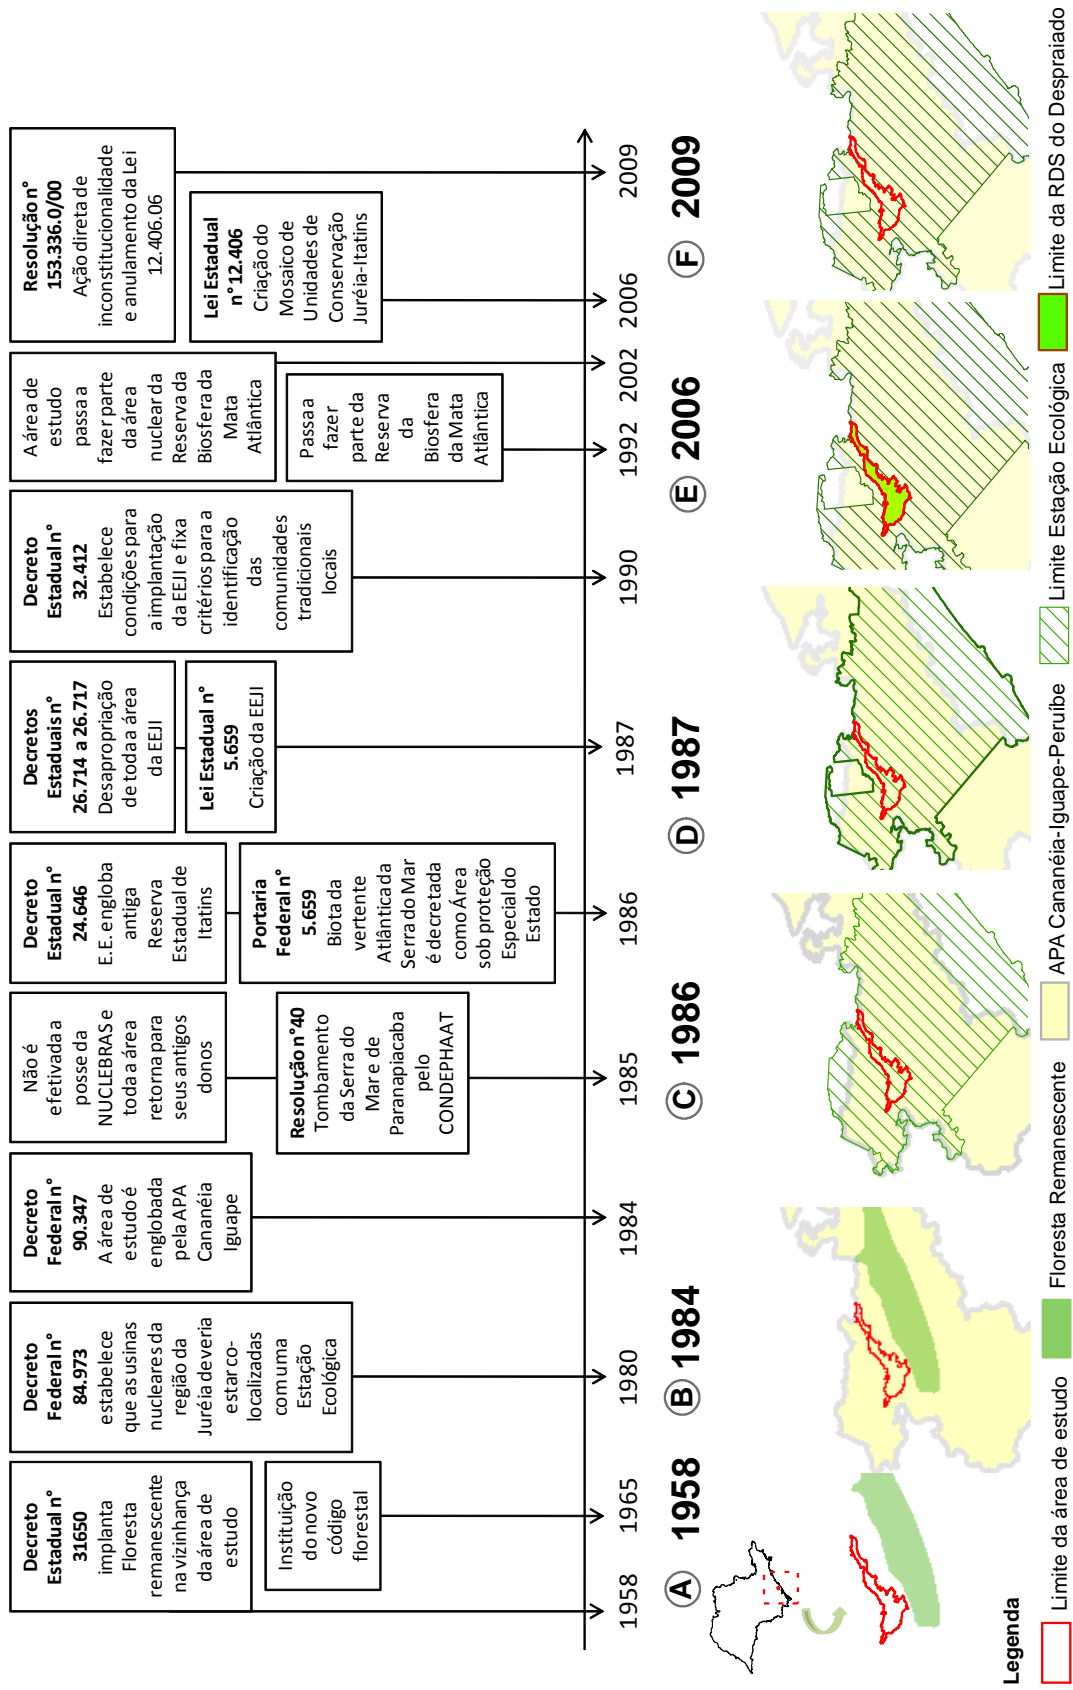 Decreto
Estadual n°
31650
implanta
Floresta
remanescente
na vizinhança
da área de
estudo
Instituição
do novo
código
florestal
Decreto
Federal n°
84.973
estabelece
que as usinas
nucleares da
região da
Juréia deveria
estar co-
localizadas
com uma
Estação
Ecológica
Decreto
Federal n°
90.347
A área de
estudo é
englobada
pela APA
Cananéia
Iguape
Não é
efetivada a
posse da
NUCLEBRAS e
toda a área
retorna para
seus antigos
donos
Resolução n°40
Tombamento
da Serra do
Mar e de
Paranapiacaba
pelo
CONDEPHAAT
Decreto
Estadual n°
24.646
E.E. engloba
antiga
Reserva
Estadual de
Itatins
Portaria
Federal n°
5.659
Biota da
vertente
Atlântica da
Serra do Mar
é decretada
como Área
sob proteção
Especial do
Estado
Decretos
Estaduais n°
26.714 a 26.717
Desapropriação
de toda a área
da EEJI
Lei Estadual n°
5.659
Criação da EEJI
Decreto
Estadual n°
32.412
Estabelece
condições para
a implantação
da EEJI e fixa
critérios para a
identificação
das
comunidades
tradicionais
locais
A área de
estudo
passa a
fazer parte
da área
nuclear da
Reserva da
Biosfera da
Mata
Atlântica
Passa a
fazer
parte da
Reserva
da
Biosfera
da Mata
Atlântica
Resolução n°
153.336.0/00
Ação direta de
inconstitucionalidade
e anulamento da Lei
12.406.06
Lei Estadual
n° 12.406
Criação do
Mosaico de
Unidades de
Conservação
Juréia-Itatins
1958 1965 1980 1984 1985 1986 1987 1990 1992 2002 2006 2009
A 1958 B 1984 C 1986 D 1987 E 2006 F 2009
Legenda
Limite da área de estudo
Floresta Remanescente
APA Cananéia-Iguape-Peruíbe
Limite Estação Ecológica
Limite da RDS do Despraiado